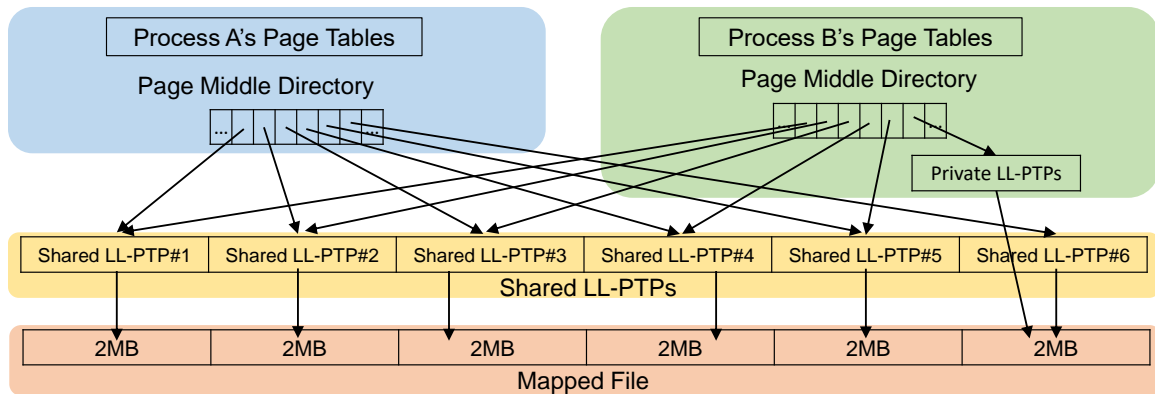 Process A's Page Tables
Process B's Page Tables
Page Middle Directory
Page Middle Directory
... ...
... ...
Private LL-PTPs
Shared LL-PTP#1 Shared LL-PTP#2 Shared LL-PTP#3 Shared LL-PTP#4 Shared LL-PTP#5 Shared LL-PTP#6
Shared LL-PTPs
2MB 2MB 2MB 2MB 2MB 2MB
Mapped File